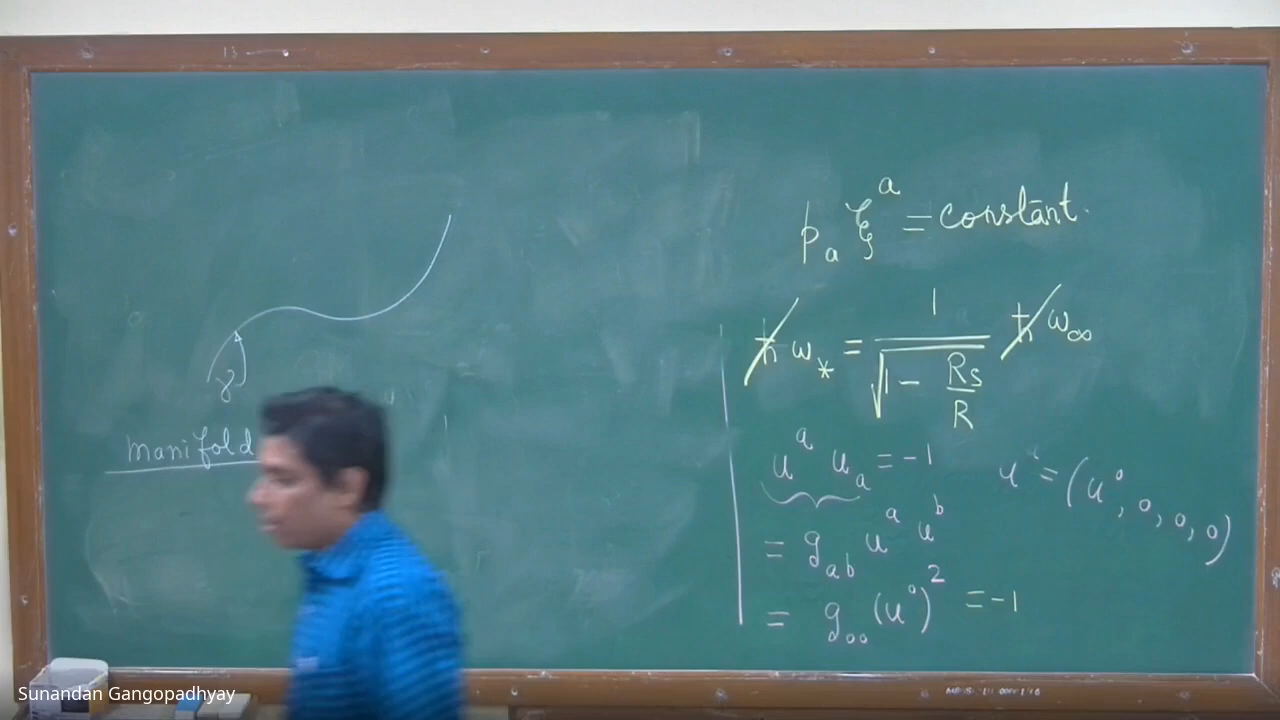 γ
Manifold
p_a ξ^a = constant.
ħ ω_* = 1/√(1 - Rs/R) ħ ω_∞
u^a u_a = -1
u^a = (u^0, 0, 0, 0)
= g_ab u^a u^b
= g_00 (u^0)^2 = -1
Sunandan Gangopadhyay